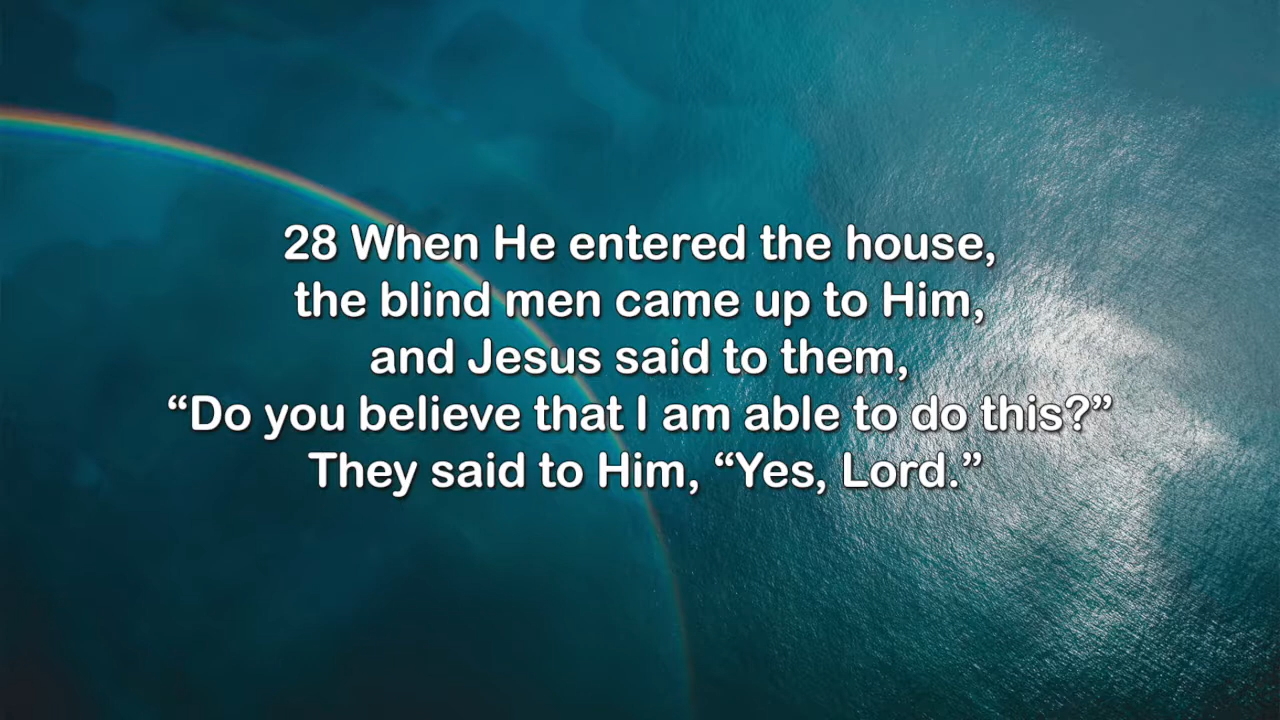 28 When He entered the house,
the blind men came up to Him,
and Jesus said to them,
“Do you believe that I am able to do this?”
They said to Him, “Yes, Lord.”